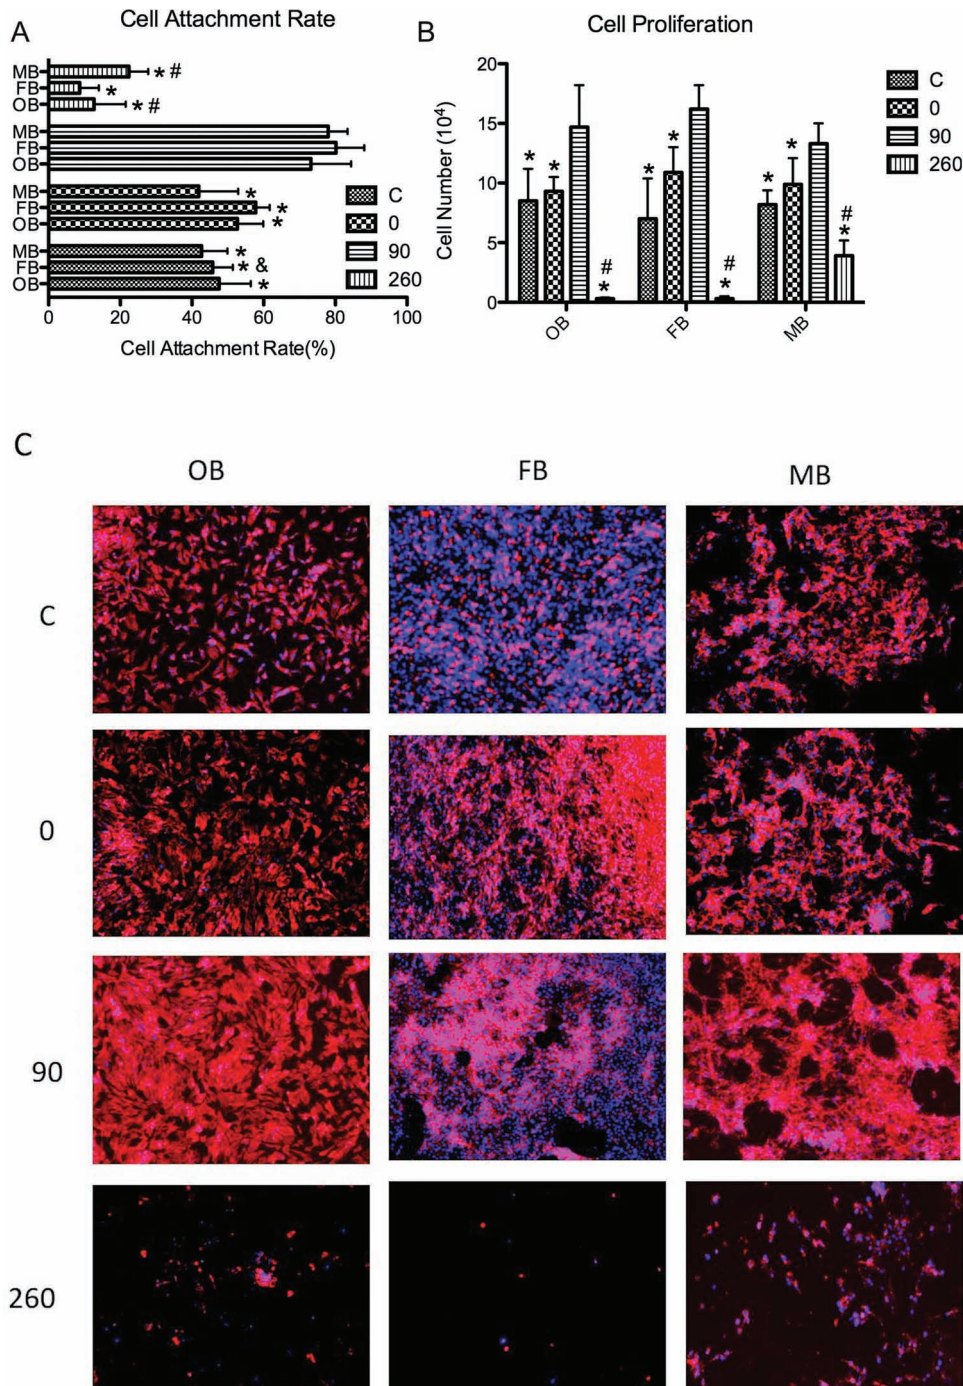 A
Cell Attachment Rate
MB
* #
FB
*
OB
* #
MB
FB
OB
MB
*
FB
*
OB
*
MB
*
FB
* &
OB
*
C
0
90
260
0 20 40 60 80 100
Cell Attachment Rate(%)
B
Cell Proliferation
Cell Number (10⁴)
20
15
10
5
0
* * # *
* * # *
* * # *
OB FB MB
C
0
90
260
C
OB FB MB
C
0
90
260